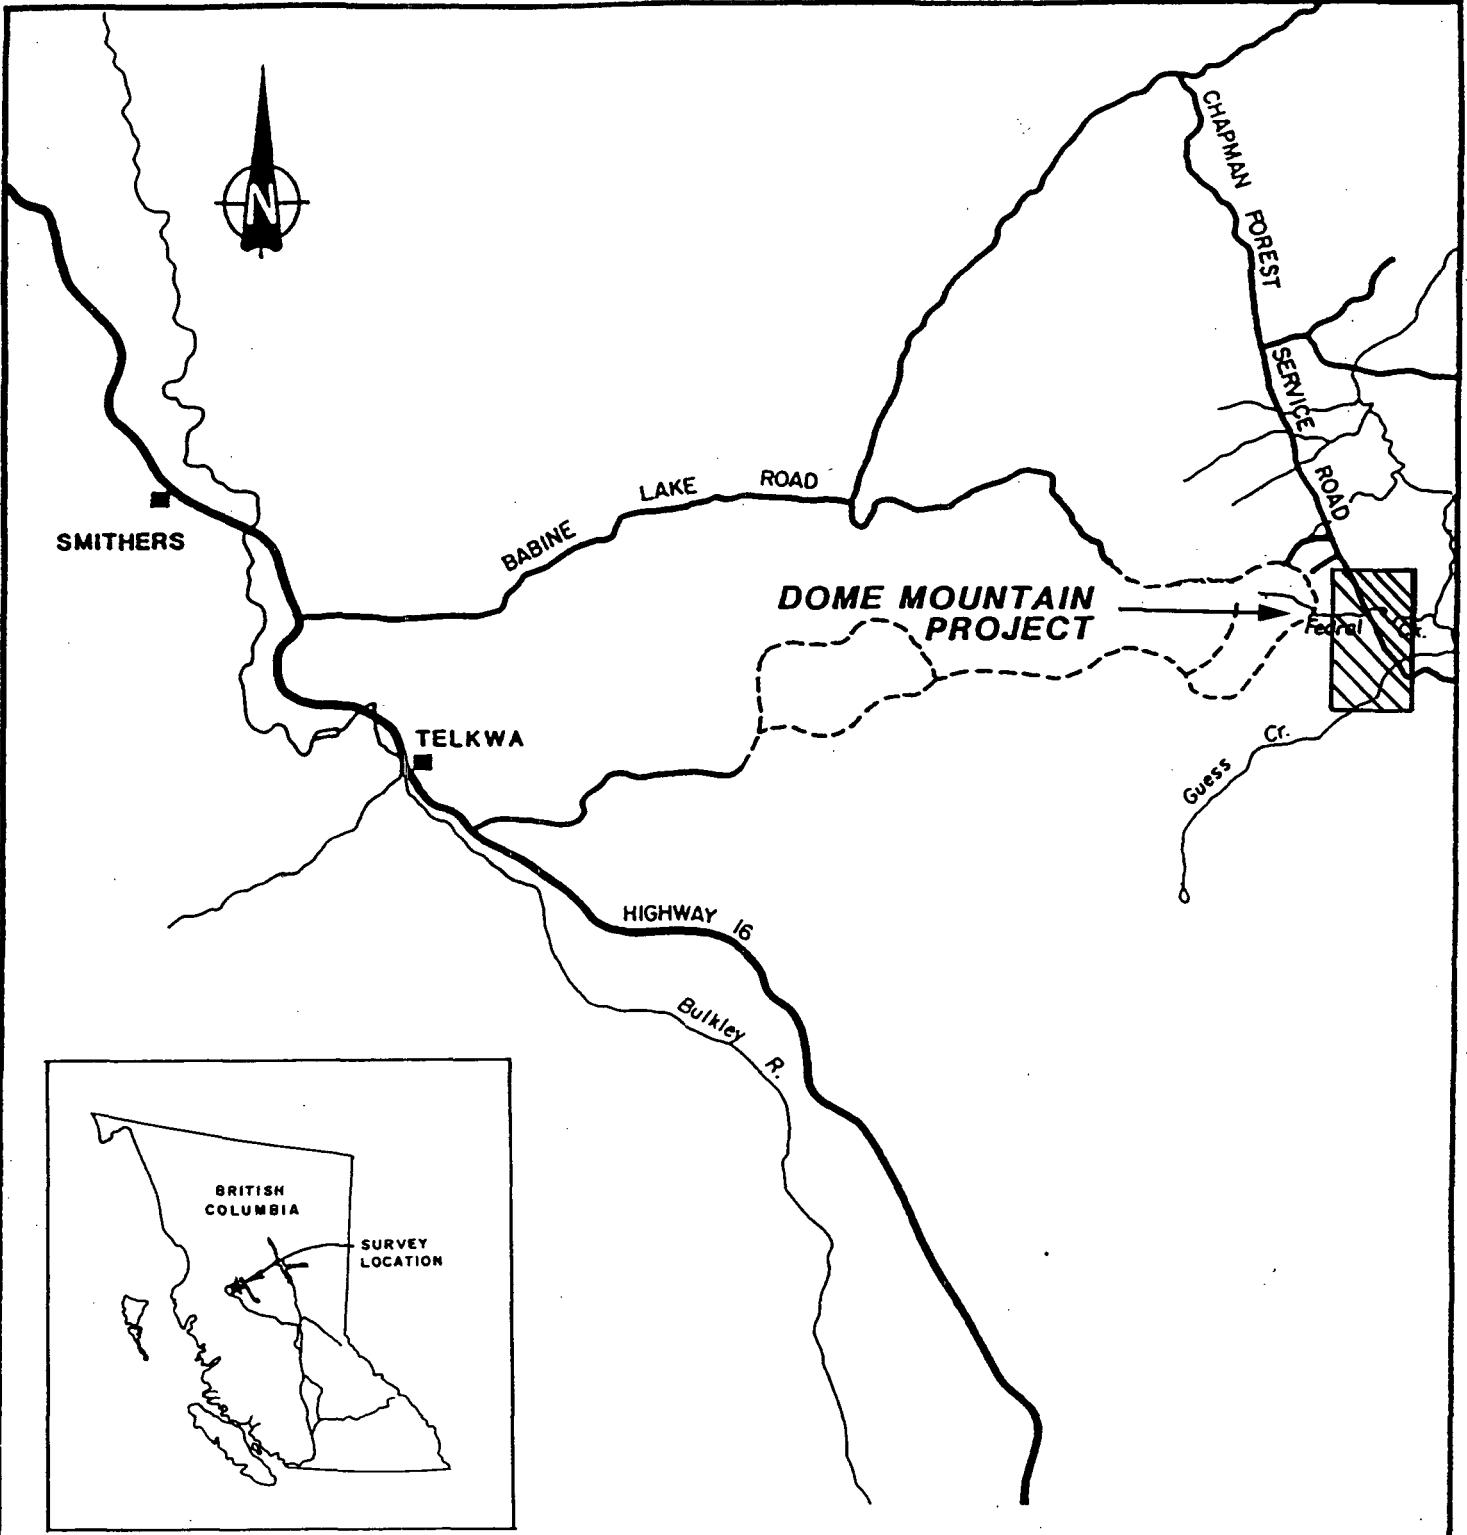 N
CHAPMAN FOREST
SERVICE
ROAD
SMITHERS
BABINE LAKE ROAD
DOME MOUNTAIN
PROJECT
Fedral Cr.
TELKWA
Guess Cr.
HIGHWAY 16
Bulkley R.
BRITISH
COLUMBIA
SURVEY
LOCATION